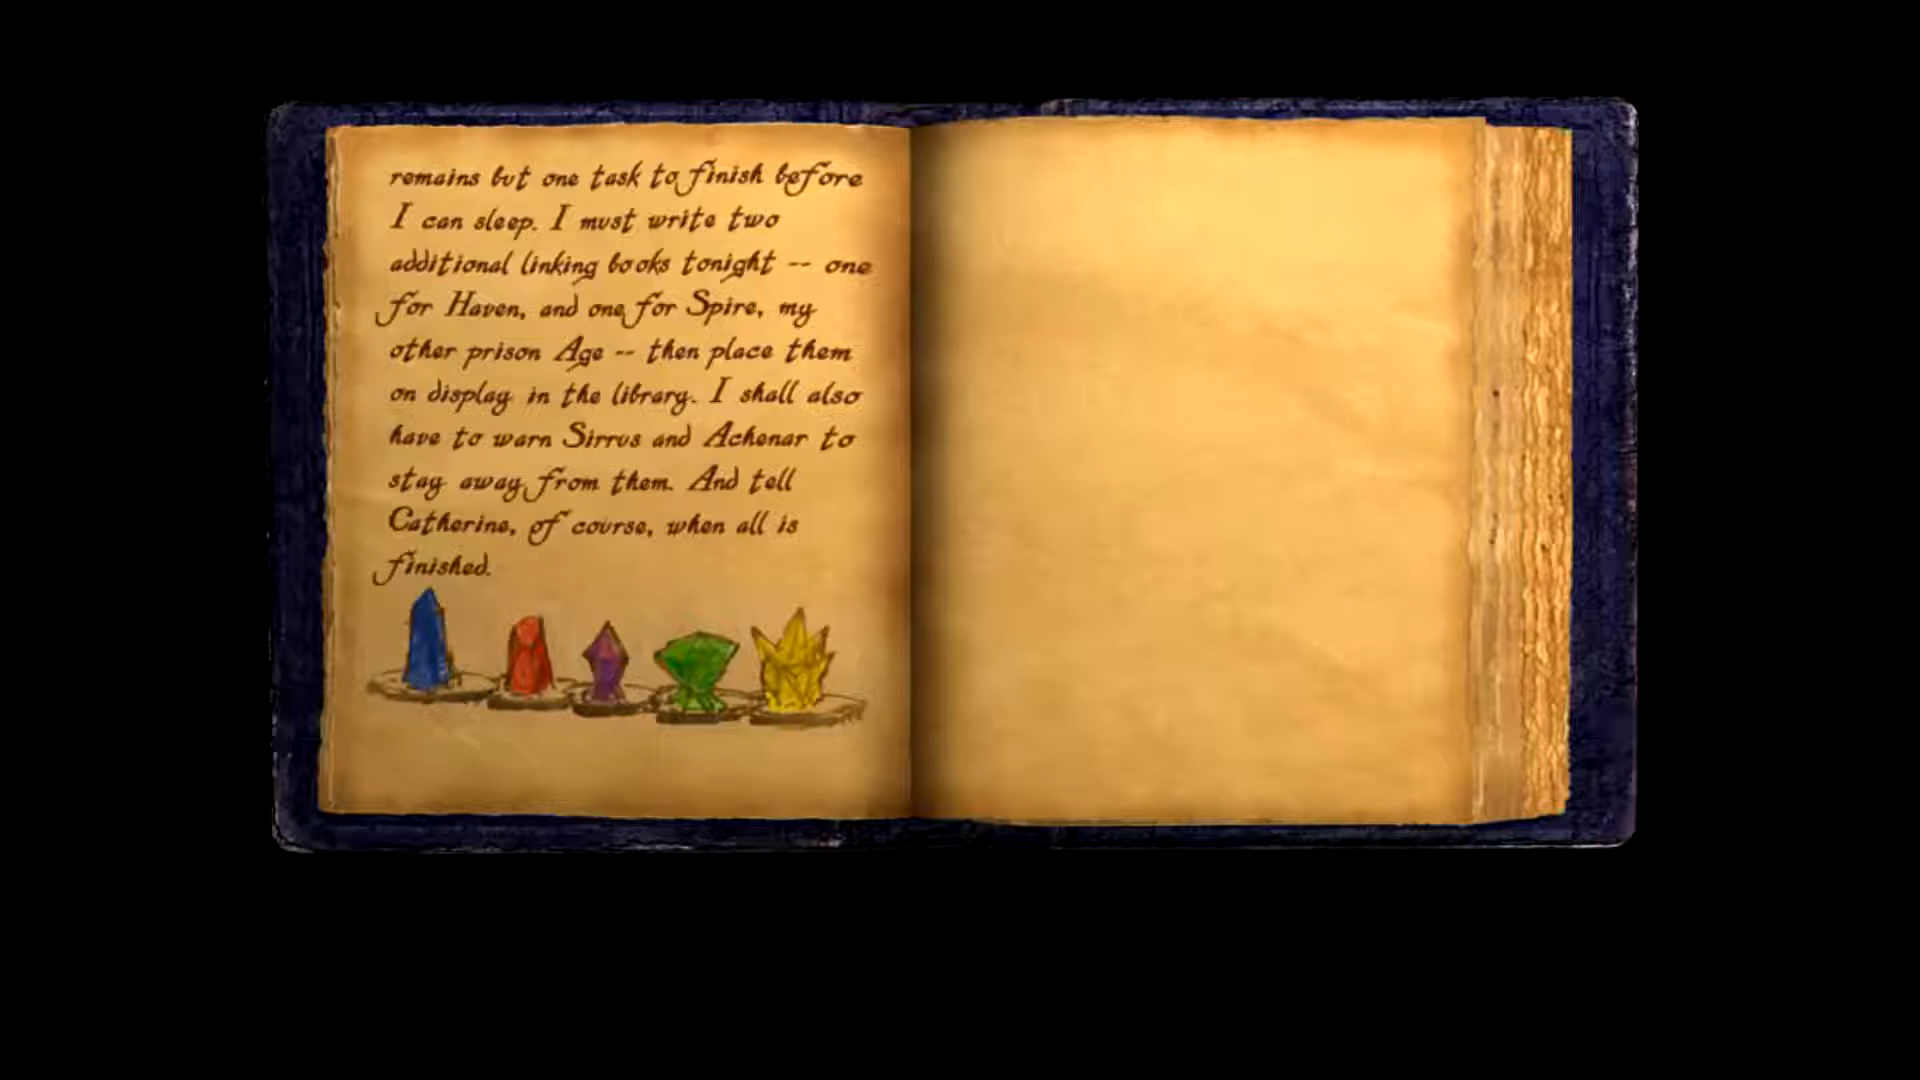 remains but one task to finish before
I can sleep. I must write two
additional linking books tonight -- one
for Haven, and one for Spire, my
other prison Age -- then place them
on display in the library. I shall also
have to warn Sirrus and Achenar to
stay away from them. And tell
Catherine, of course, when all is
finished.